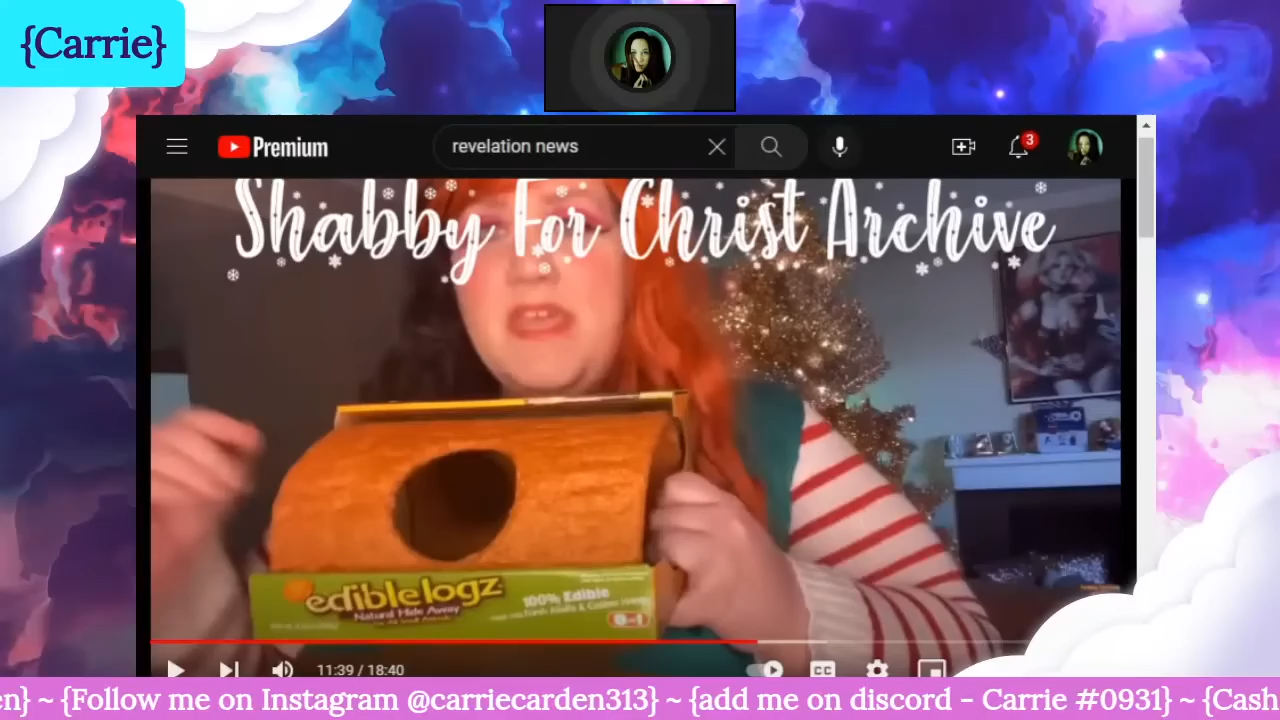 {Carrie}
Premium
revelation news
3
Shabby For Christ Archive
ediblelogz
Natural Hide Away
100% Edible
11:39 / 18:40
CC
en} ~ {Follow me on Instagram @carriecarden313} ~ {add me on discord - Carrie #0931} ~ {Cash